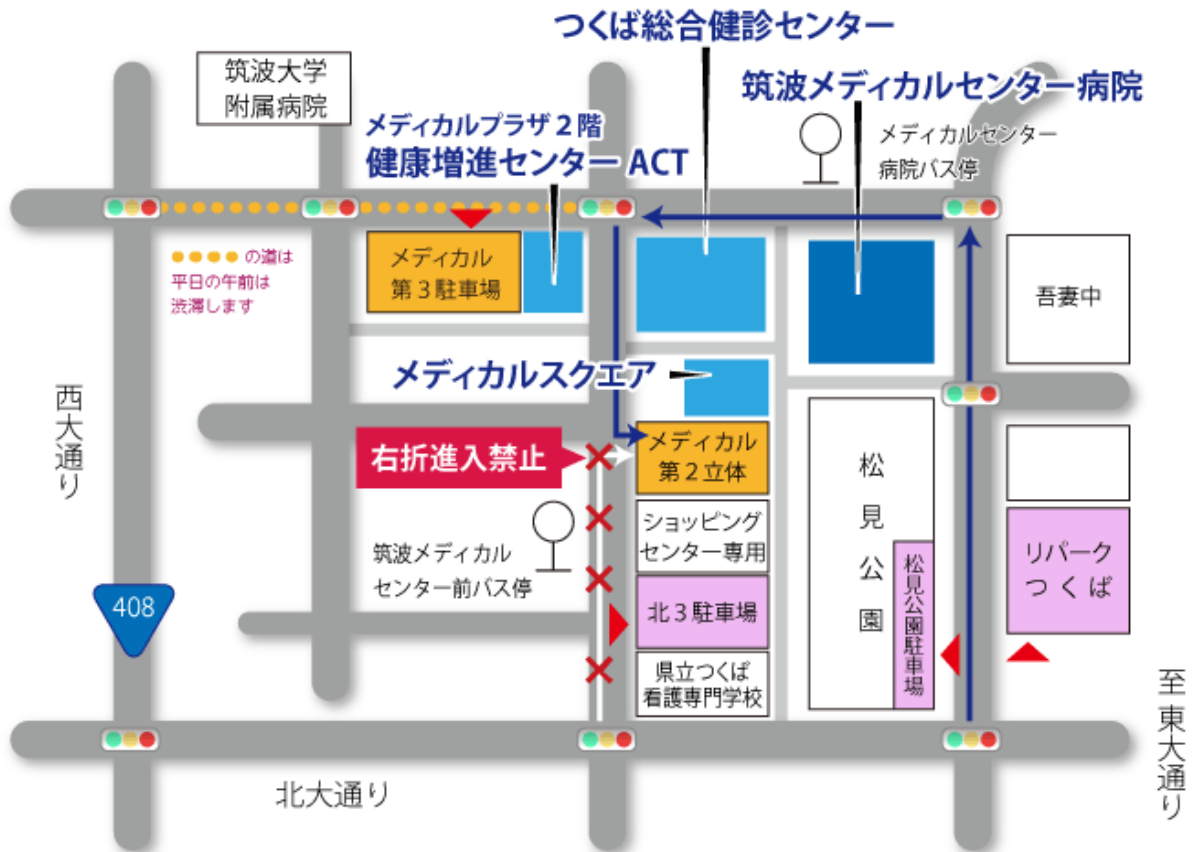 つくば総合健診センター
筑波大学
附属病院
筑波メディカルセンター病院
メディカルプラザ2階
健康増進センター ACT
メディカルセンター
病院バス停
の道は
平日の午前は
渋滞します
メディカル
第3駐車場
吾妻中
メディカルスクエア
西大通り
右折進入禁止
メディカル
第2立体
松見公園
ショッピング
センター専用
リパーク
つくば
筑波メディカル
センター前バス停
松見公園駐車場
408
北3駐車場
県立つくば
看護専門学校
至 東大通り
北大通り